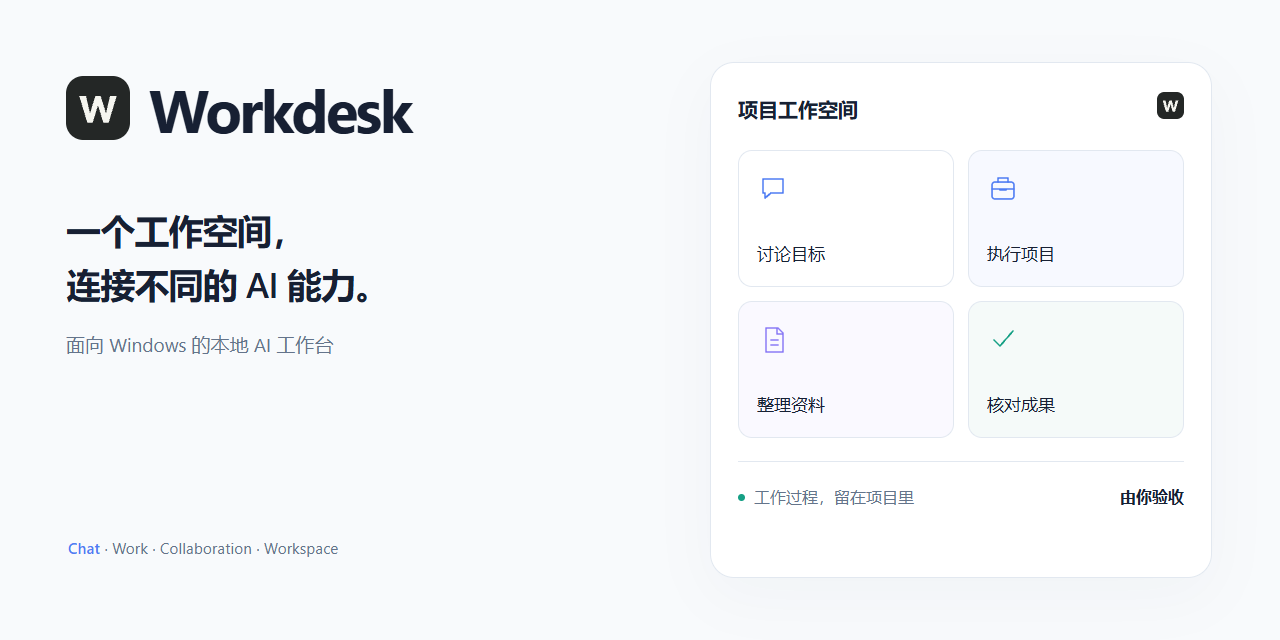 W Workdesk
一个工作空间，
连接不同的 AI 能力。
面向 Windows 的本地 AI 工作台
Chat · Work · Collaboration · Workspace
项目工作空间 W
讨论目标
执行项目
整理资料
核对成果
工作过程，留在项目里
由你验收